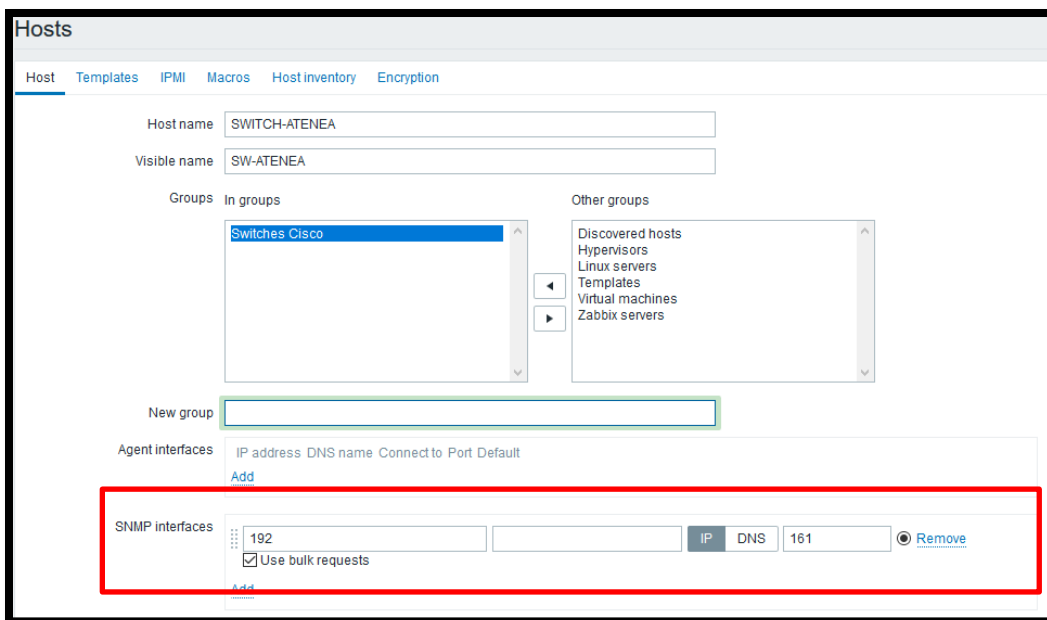 Hosts
Host Templates IPMI Macros Host inventory Encryption
Host name SWITCH-ATENEA
Visible name SW-ATENEA
Groups In groups Other groups
Switches Cisco
Discovered hosts
Hypervisors
Linux servers
Templates
Virtual machines
Zabbix servers
New group
Agent interfaces IP address DNS name Connect to Port Default
Add
SNMP interfaces 192 IP DNS 161 Remove
Use bulk requests
Add